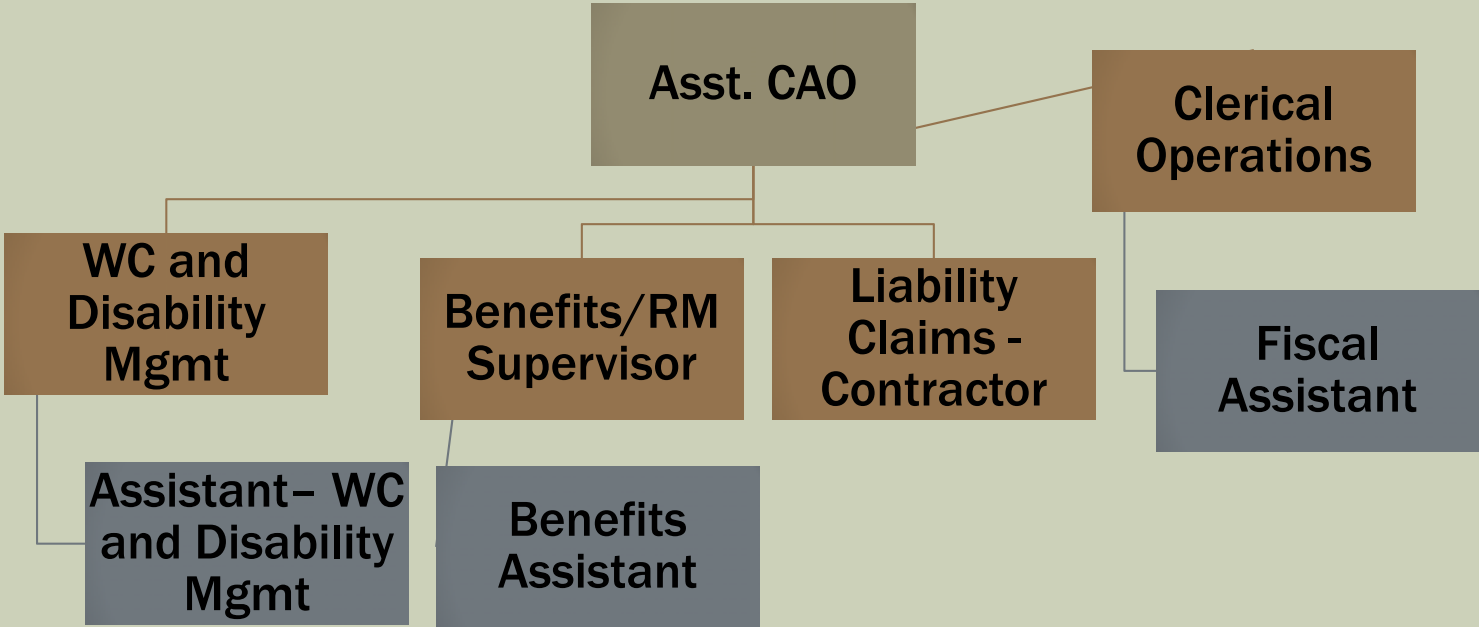 Asst. CAO
Clerical
Operations
WC and
Disability
Mgmt
Benefits/RM
Supervisor
Liability
Claims -
Contractor
Fiscal
Assistant
Assistant– WC
and Disability
Mgmt
Benefits
Assistant